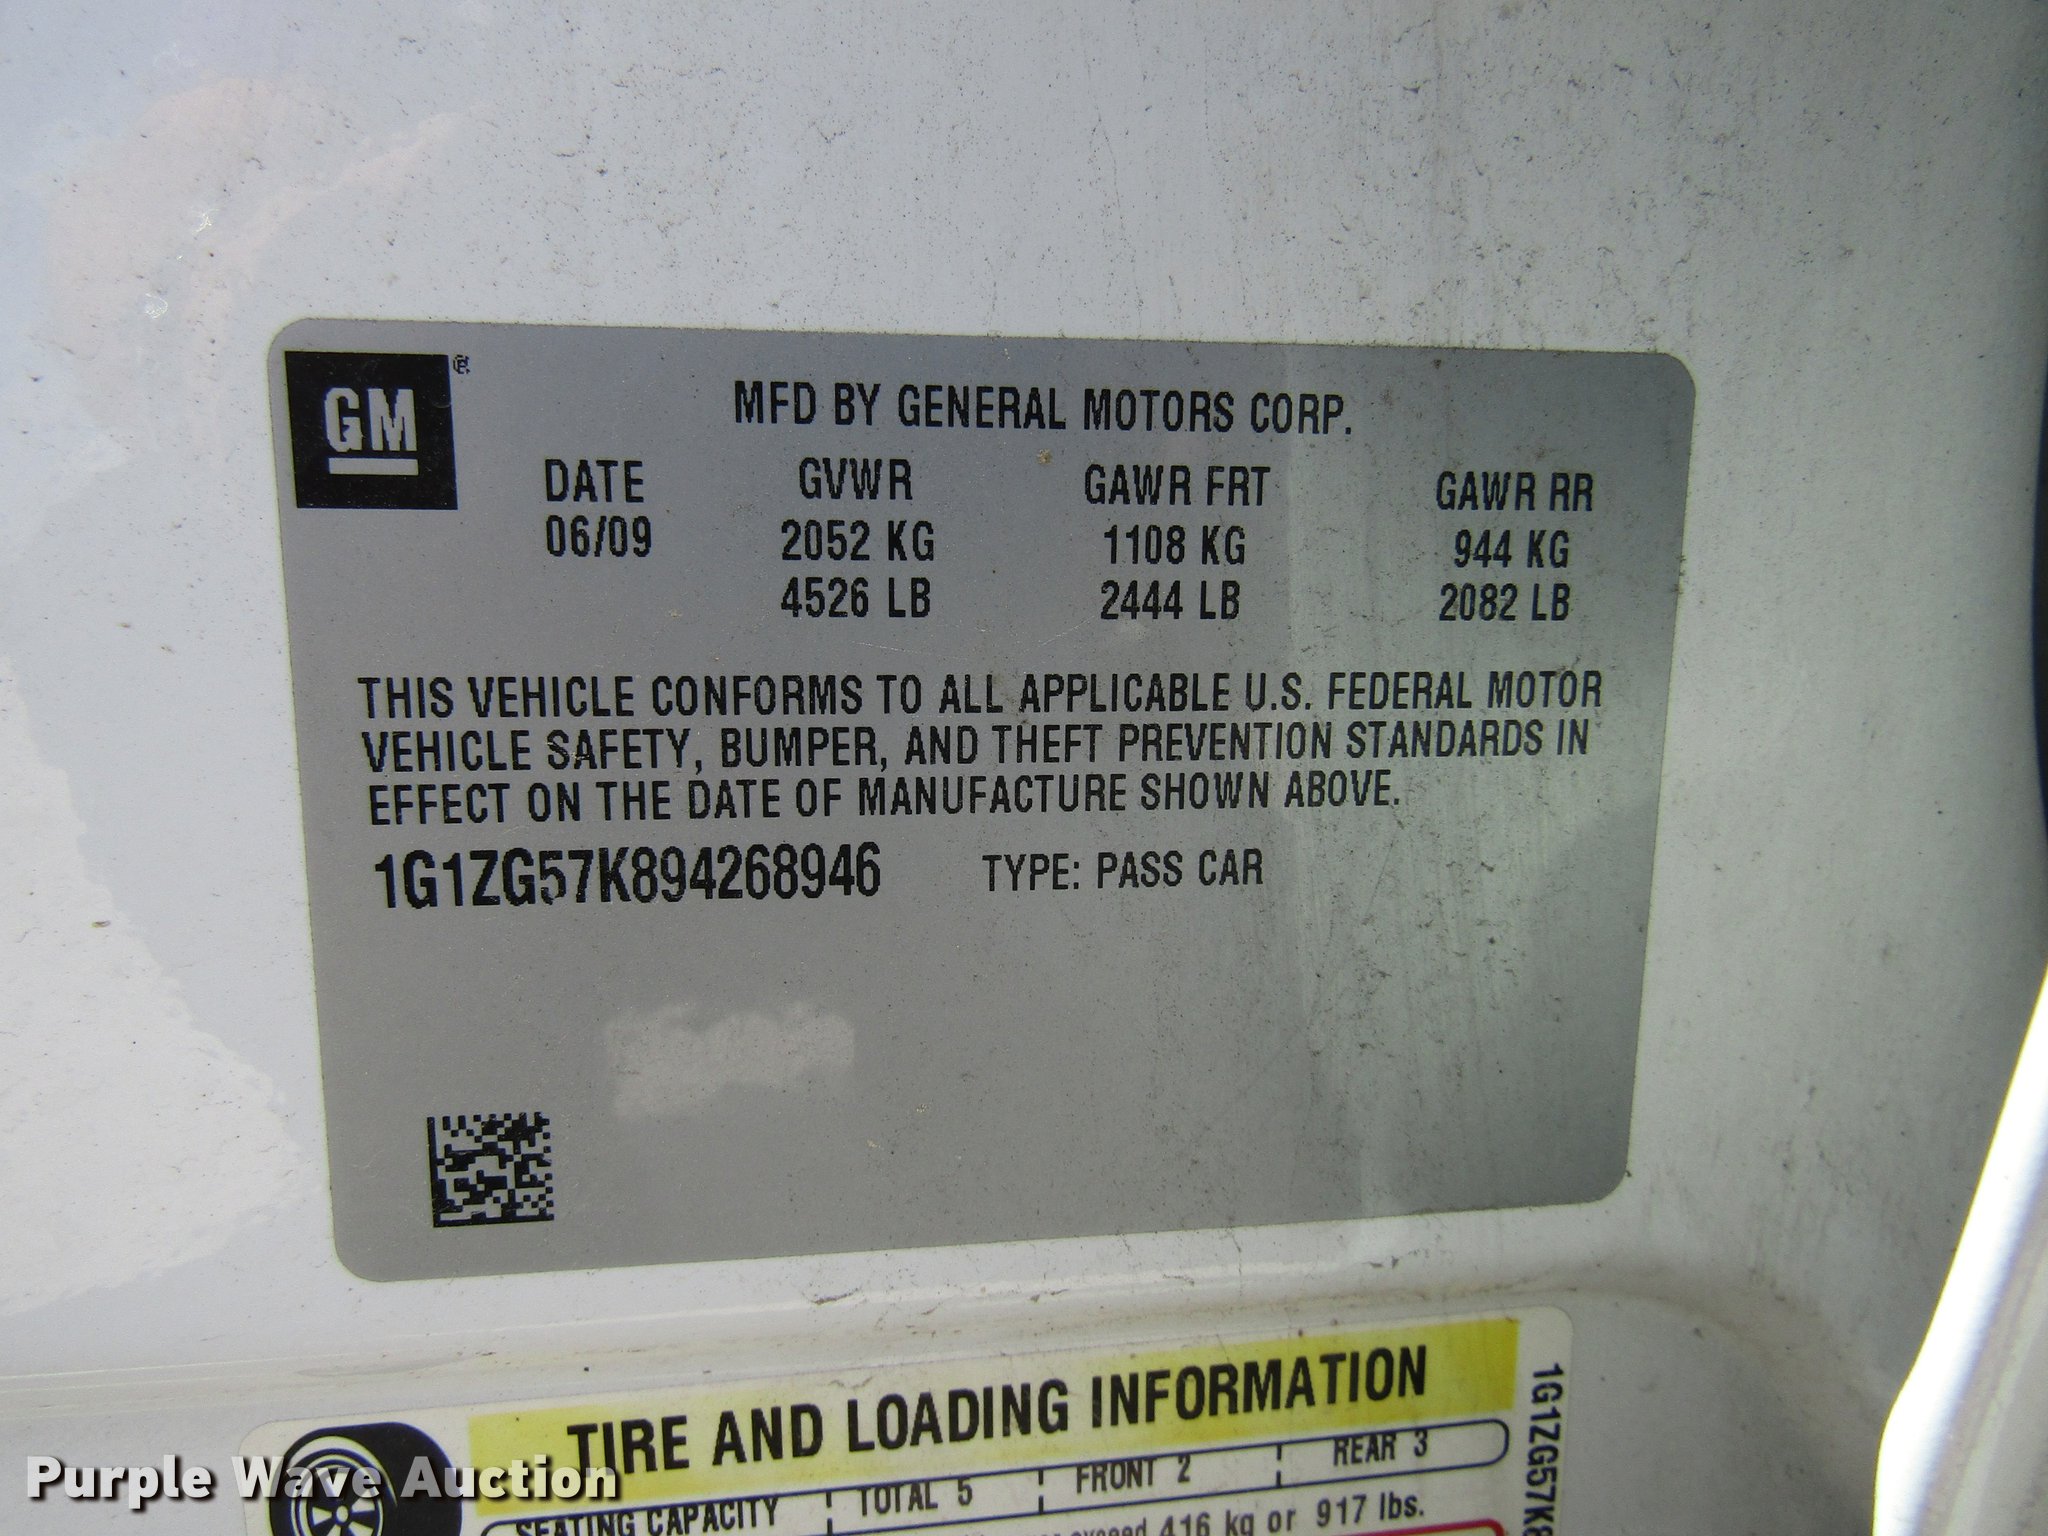 GM ®
MFD BY GENERAL MOTORS CORP.
DATE GVWR GAWR FRT GAWR RR
06/09 2052 KG 1108 KG 944 KG
4526 LB 2444 LB 2082 LB
THIS VEHICLE CONFORMS TO ALL APPLICABLE U.S. FEDERAL MOTOR
VEHICLE SAFETY, BUMPER, AND THEFT PREVENTION STANDARDS IN
EFFECT ON THE DATE OF MANUFACTURE SHOWN ABOVE.
1G1ZG57K894268946 TYPE: PASS CAR
TIRE AND LOADING INFORMATION
SEATING CAPACITY TOTAL 5 FRONT 2 REAR 3
exceed 416 kg or 917 lbs.
1G1ZG57K8
Purple Wave Auction